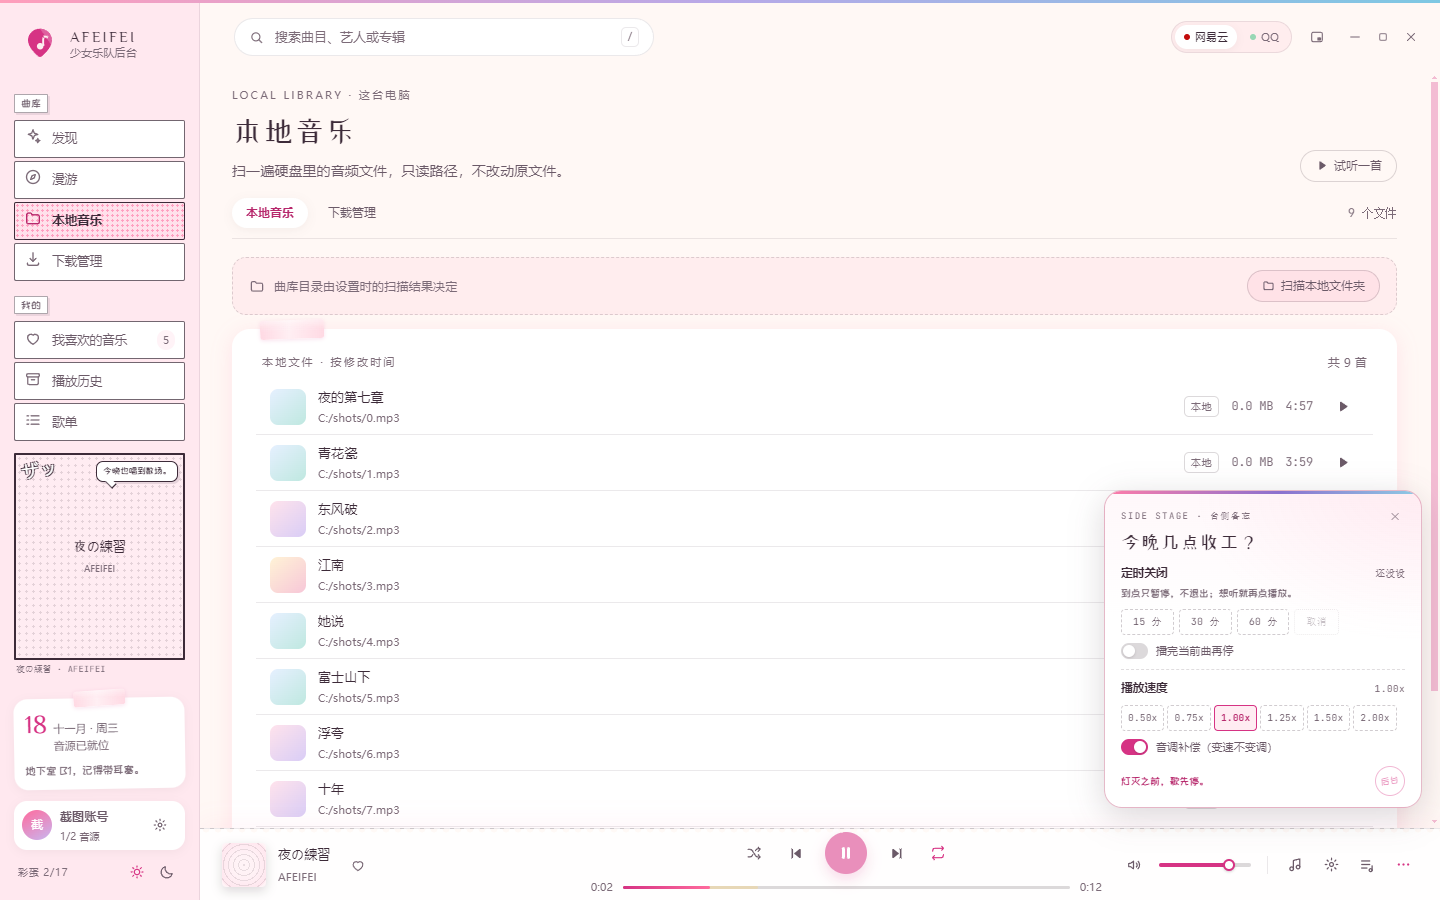 AFEIFEI
少女乐队后台
搜索曲目、艺人或专辑
/
网易云
QQ
曲库
发现
漫游
本地音乐
下载管理
我的
我喜欢的音乐
5
播放历史
歌单
ザッ
今晚也唱到散场。
夜の練習
AFEIFEI
夜の練習 · AFEIFEI
18
十一月 · 周三
音源已就位
地下室 B1，记得带耳塞。
截
截图账号
1/2 音源
彩蛋 2/17
LOCAL LIBRARY · 这台电脑
本地音乐
扫一遍硬盘里的音频文件，只读路径，不改动原文件。
试听一首
本地音乐
下载管理
9 个文件
曲库目录由设置时的扫描结果决定
扫描本地文件夹
本地文件 · 按修改时间
共 9 首
夜的第七章
C:/shots/0.mp3
本地
0.0 MB
4:57
青花瓷
C:/shots/1.mp3
本地
0.0 MB
3:59
东风破
C:/shots/2.mp3
江南
C:/shots/3.mp3
她说
C:/shots/4.mp3
富士山下
C:/shots/5.mp3
浮夸
C:/shots/6.mp3
十年
C:/shots/7.mp3
SIDE STAGE · 台侧备忘
今晚几点收工？
定时关闭
还没设
到点只暂停，不退出；想听就再点播放。
15 分
30 分
60 分
取消
播完当前曲再停
播放速度
1.00x
0.50x
0.75x
1.00x
1.25x
1.50x
2.00x
音调补偿（变速不变调）
灯灭之前，歌先停。
夜の練習
AFEIFEI
0:02
0:12